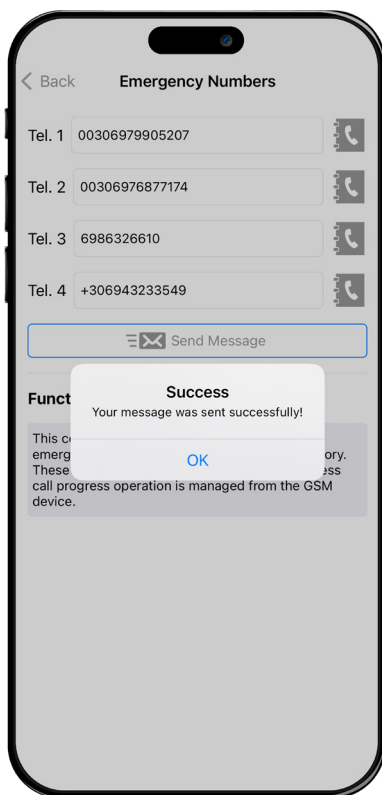 Back
Emergency Numbers
Tel. 1 00306979905207
Tel. 2 00306976877174
Tel. 3 6986326610
Tel. 4 +306943233549
Send Message
Success
Your message was sent successfully!
OK
Funct
This c
emerg ory.
These ess
call progress operation is managed from the GSM
device.